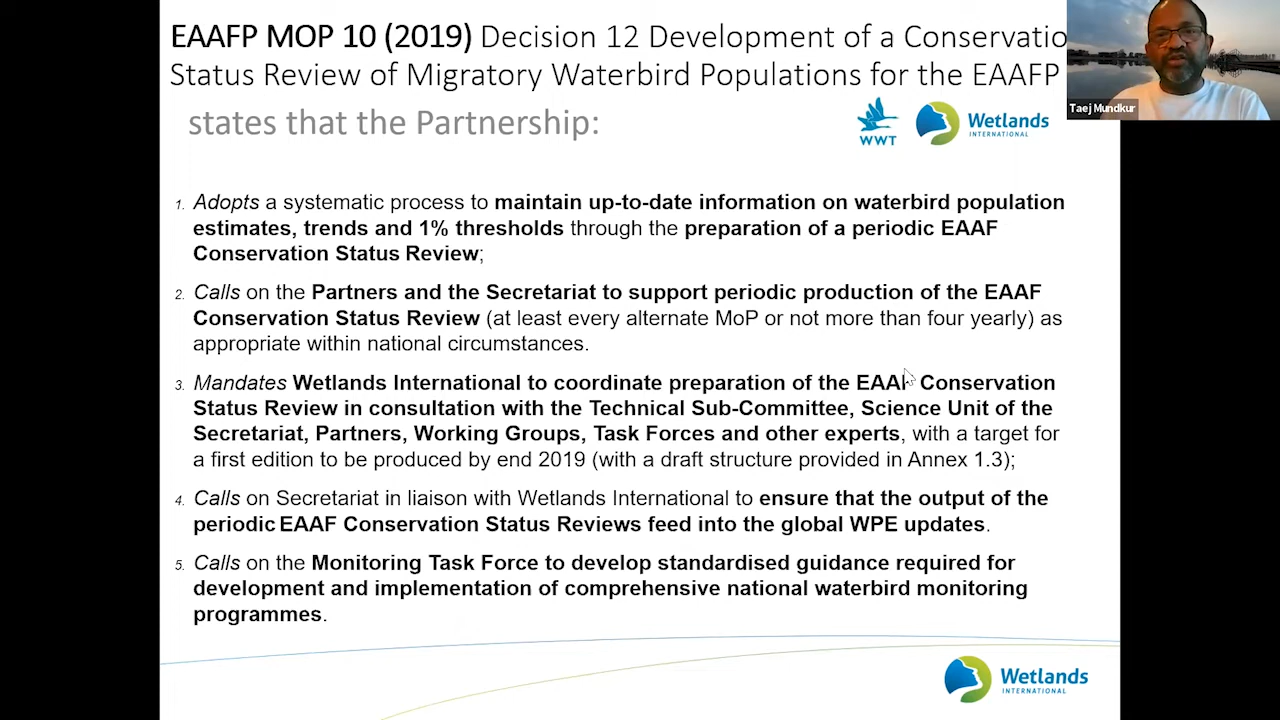 EAAFP MOP 10 (2019) Decision 12 Development of a Conservatio
Status Review of Migratory Waterbird Populations for the EAAFP
states that the Partnership:
WWT
Wetlands
INTERNATIONAL
Taej Mundkur
1. Adopts a systematic process to maintain up-to-date information on waterbird population
estimates, trends and 1% thresholds through the preparation of a periodic EAAF
Conservation Status Review;
2. Calls on the Partners and the Secretariat to support periodic production of the EAAF
Conservation Status Review (at least every alternate MoP or not more than four yearly) as
appropriate within national circumstances.
3. Mandates Wetlands International to coordinate preparation of the EAAF Conservation
Status Review in consultation with the Technical Sub-Committee, Science Unit of the
Secretariat, Partners, Working Groups, Task Forces and other experts, with a target for
a first edition to be produced by end 2019 (with a draft structure provided in Annex 1.3);
4. Calls on Secretariat in liaison with Wetlands International to ensure that the output of the
periodic EAAF Conservation Status Reviews feed into the global WPE updates.
5. Calls on the Monitoring Task Force to develop standardised guidance required for
development and implementation of comprehensive national waterbird monitoring
programmes.
Wetlands
INTERNATIONAL